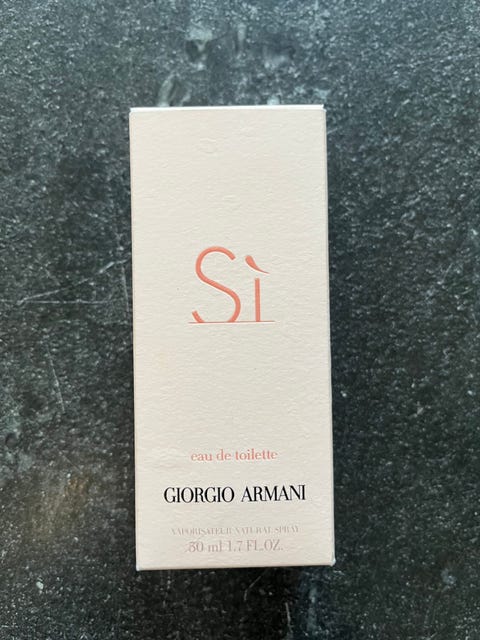 Sì
eau de toilette
GIORGIO ARMANI
VAPORISATEUR NATURAL SPRAY
50 ml 1.7 FL.OZ.